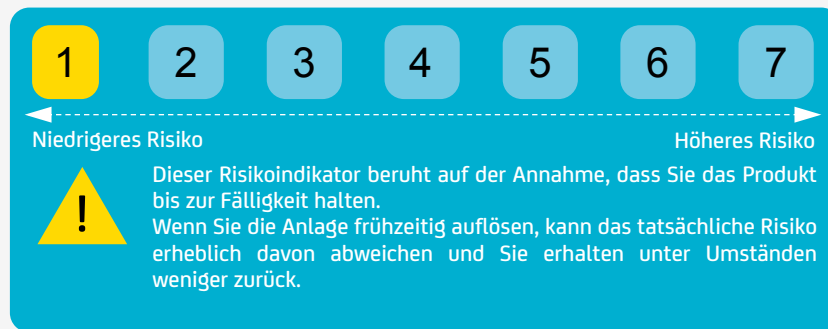 1 2 3 4 5 6 7
Niedrigeres Risiko Höheres Risiko
Dieser Risikoindikator beruht auf der Annahme, dass Sie das Produkt
! bis zur Fälligkeit halten.
Wenn Sie die Anlage frühzeitig auflösen, kann das tatsächliche Risiko
erheblich davon abweichen und Sie erhalten unter Umständen
weniger zurück.